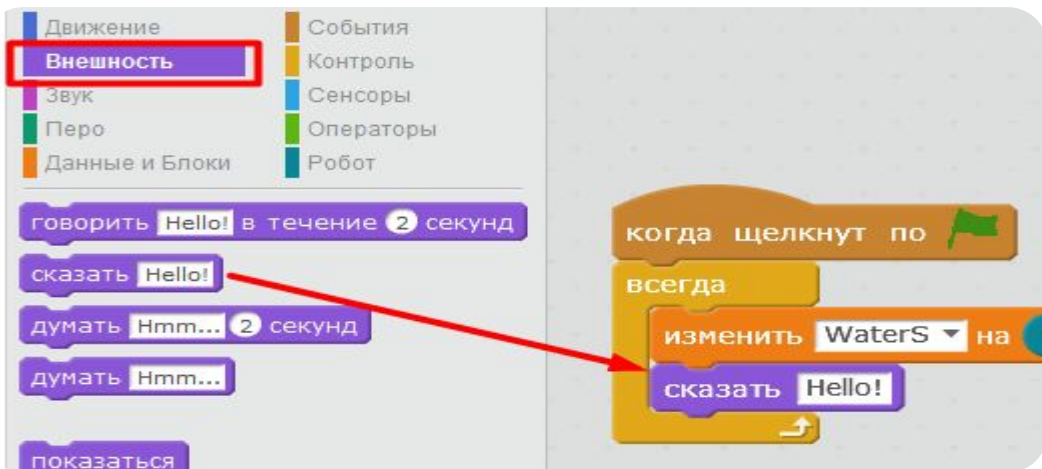 Движение События
Внешность Контроль
Звук Сенсоры
Перо Операторы
Данные и Блоки Робот
говорить Hello! в течение 2 секунд
сказать Hello!
думать Hmm... 2 секунд
думать Hmm...
показаться
когда щелкнут по
всегда
изменить WaterS на
сказать Hello!